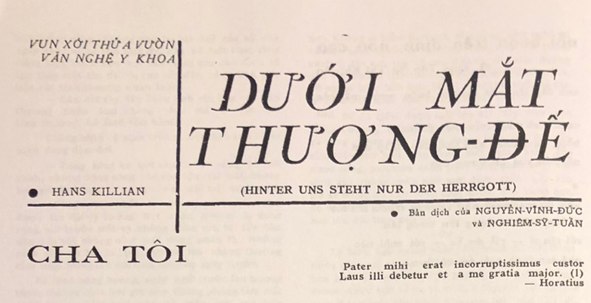 VUN XỚI THỬA VƯỜN
VĂN NGHỆ Y KHOA
DƯỚI MẮT
THƯỢNG-ĐẾ
● HANS KILLIAN
(HINTER UNS STEHT NUR DER HERRGOTT)
● Bản dịch của NGUYỄN-VĨNH-ĐỨC
và NGHIÊM-SỸ-TUẤN
CHA TÔI
Pater mihi erat incorruptissimus custor
Laus illi debetur et a me gratia major. (1)
— Horatius